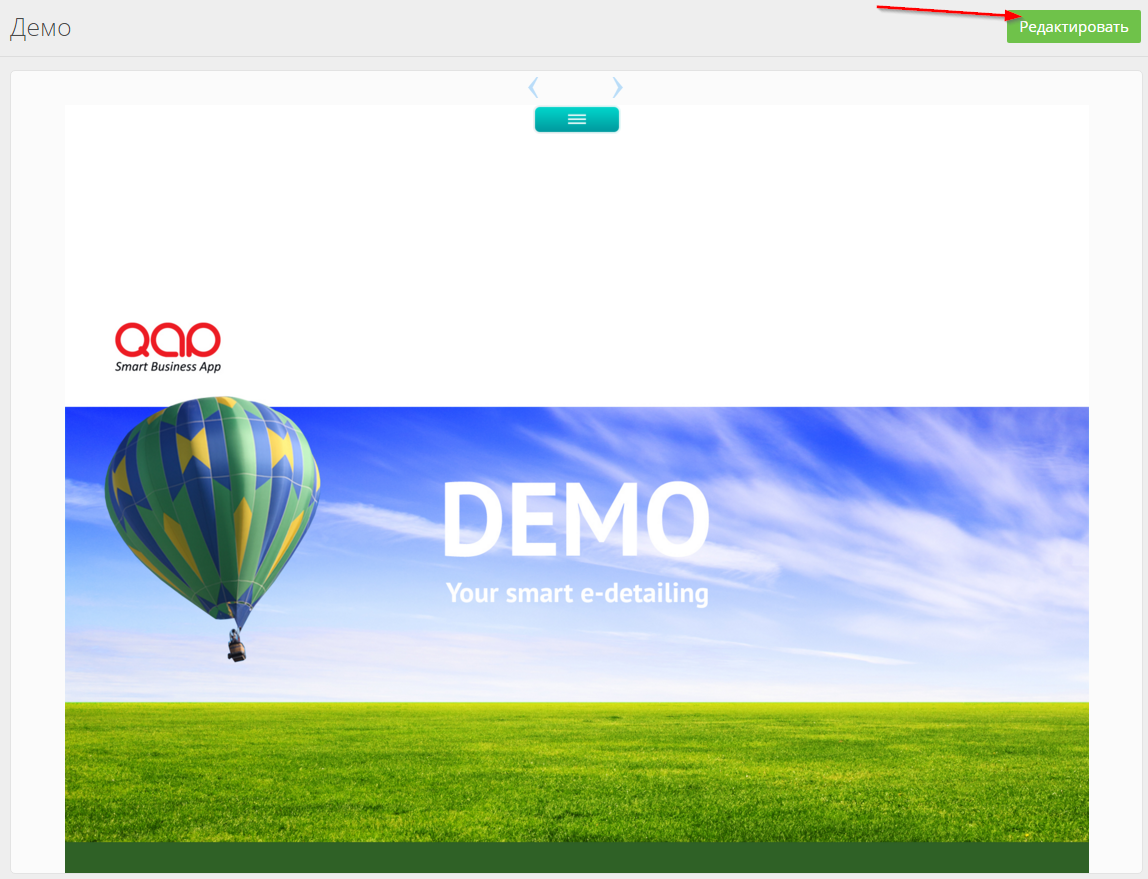 Демо
Редактировать
Qap
Smart Business App
DEMO
Your smart e-detailing